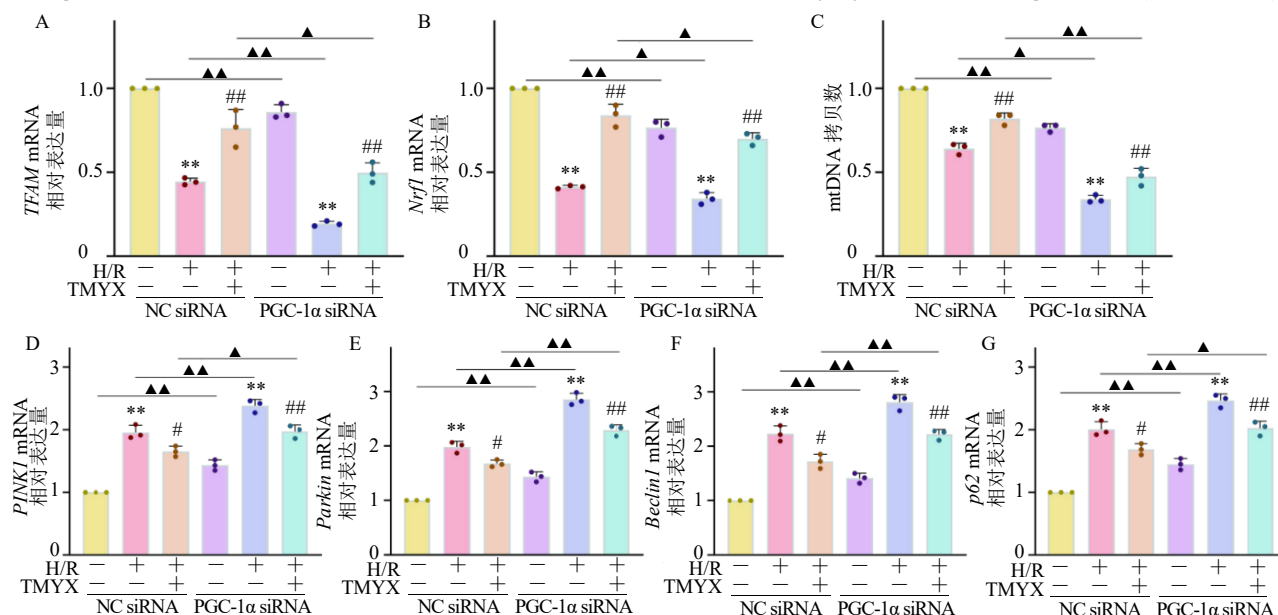 A
▲
▲▲
▲▲
1.0
0.5
0
TFAM mRNA
相对表达量
**
##
**
##
H/R － ＋ ＋ － ＋ ＋
TMYX － － ＋ － － ＋
NC siRNA PGC-1α siRNA
B
▲
▲
▲▲
1.0
0.5
0
Nrf1 mRNA
相对表达量
**
##
**
##
H/R － ＋ ＋ － ＋ ＋
TMYX － － ＋ － － ＋
NC siRNA PGC-1α siRNA
C
▲▲
▲
▲▲
1.0
0.5
0
mtDNA 拷贝数
**
##
**
##
H/R － ＋ ＋ － ＋ ＋
TMYX － － ＋ － － ＋
NC siRNA PGC-1α siRNA
D
▲
▲▲
▲▲
3
2
1
0
PINK1 mRNA
相对表达量
**
#
**
##
H/R － ＋ ＋ － ＋ ＋
TMYX － － ＋ － － ＋
NC siRNA PGC-1α siRNA
E
▲▲
▲▲
▲▲
3
2
1
0
Parkin mRNA
相对表达量
**
#
**
##
H/R － ＋ ＋ － ＋ ＋
TMYX － － ＋ － － ＋
NC siRNA PGC-1α siRNA
F
▲▲
▲▲
▲▲
3
2
1
0
Beclin1 mRNA
相对表达量
**
#
**
##
H/R － ＋ ＋ － ＋ ＋
TMYX － － ＋ － － ＋
NC siRNA PGC-1α siRNA
G
▲
▲▲
▲▲
3
2
1
0
p62 mRNA
相对表达量
**
#
**
##
H/R － ＋ ＋ － ＋ ＋
TMYX － － ＋ － － ＋
NC siRNA PGC-1α siRNA